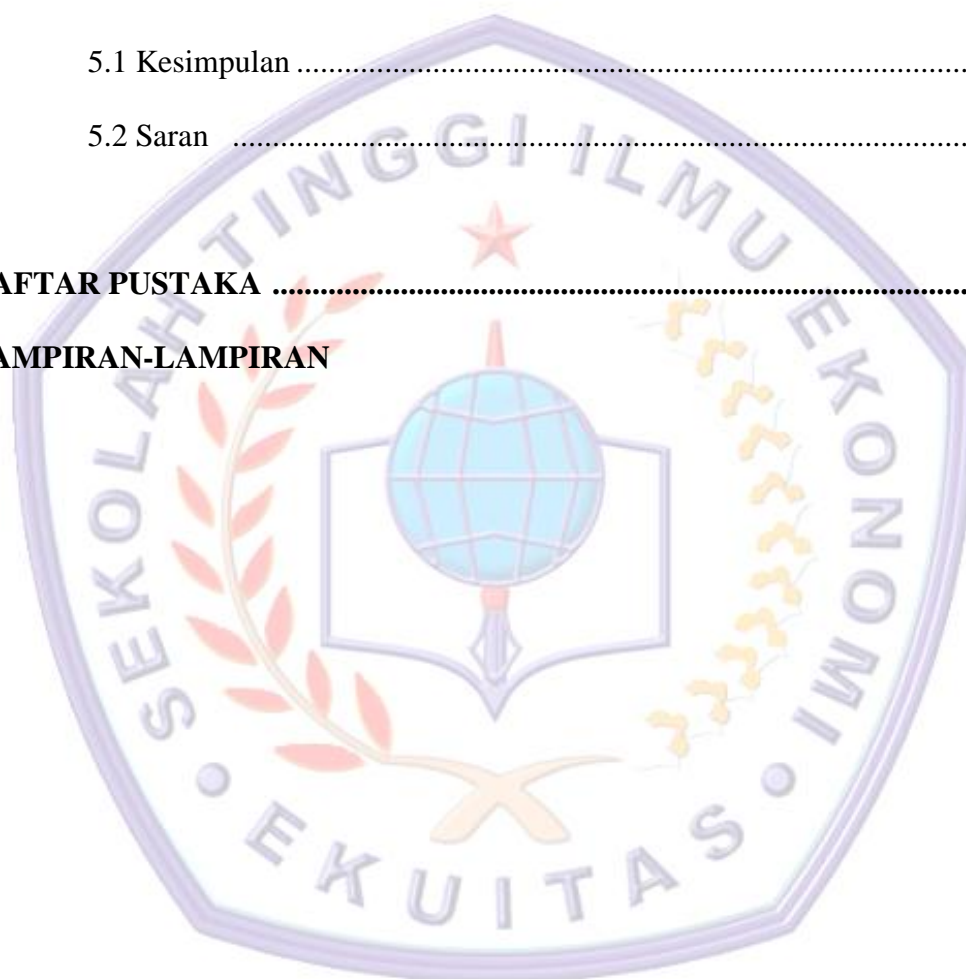 5.1 Kesimpulan ....................................................................................
5.2 Saran ............................................................................................
AFTAR PUSTAKA ........................................................................................
AMPIRAN-LAMPIRAN
SEKOLAH TINGGI ILMU EKONOMI
• EKUITAS •